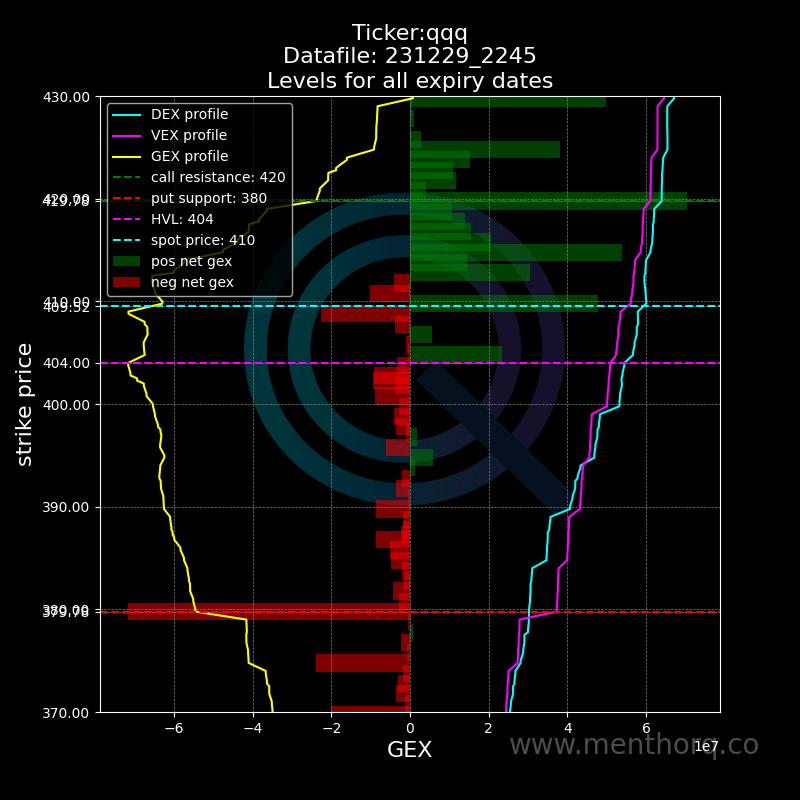 Ticker:qqq
Datafile: 231229_2245
Levels for all expiry dates
DEX profile
VEX profile
GEX profile
call resistance: 420
put support: 380
HVL: 404
spot price: 410
pos net gex
neg net gex
430.00
420.00
419.78
410.00
409.52
404.00
400.00
390.00
380.00
379.78
370.00
strike price
−6
−4
−2
0
2
4
6
1e7
GEX
www.menthorq.co